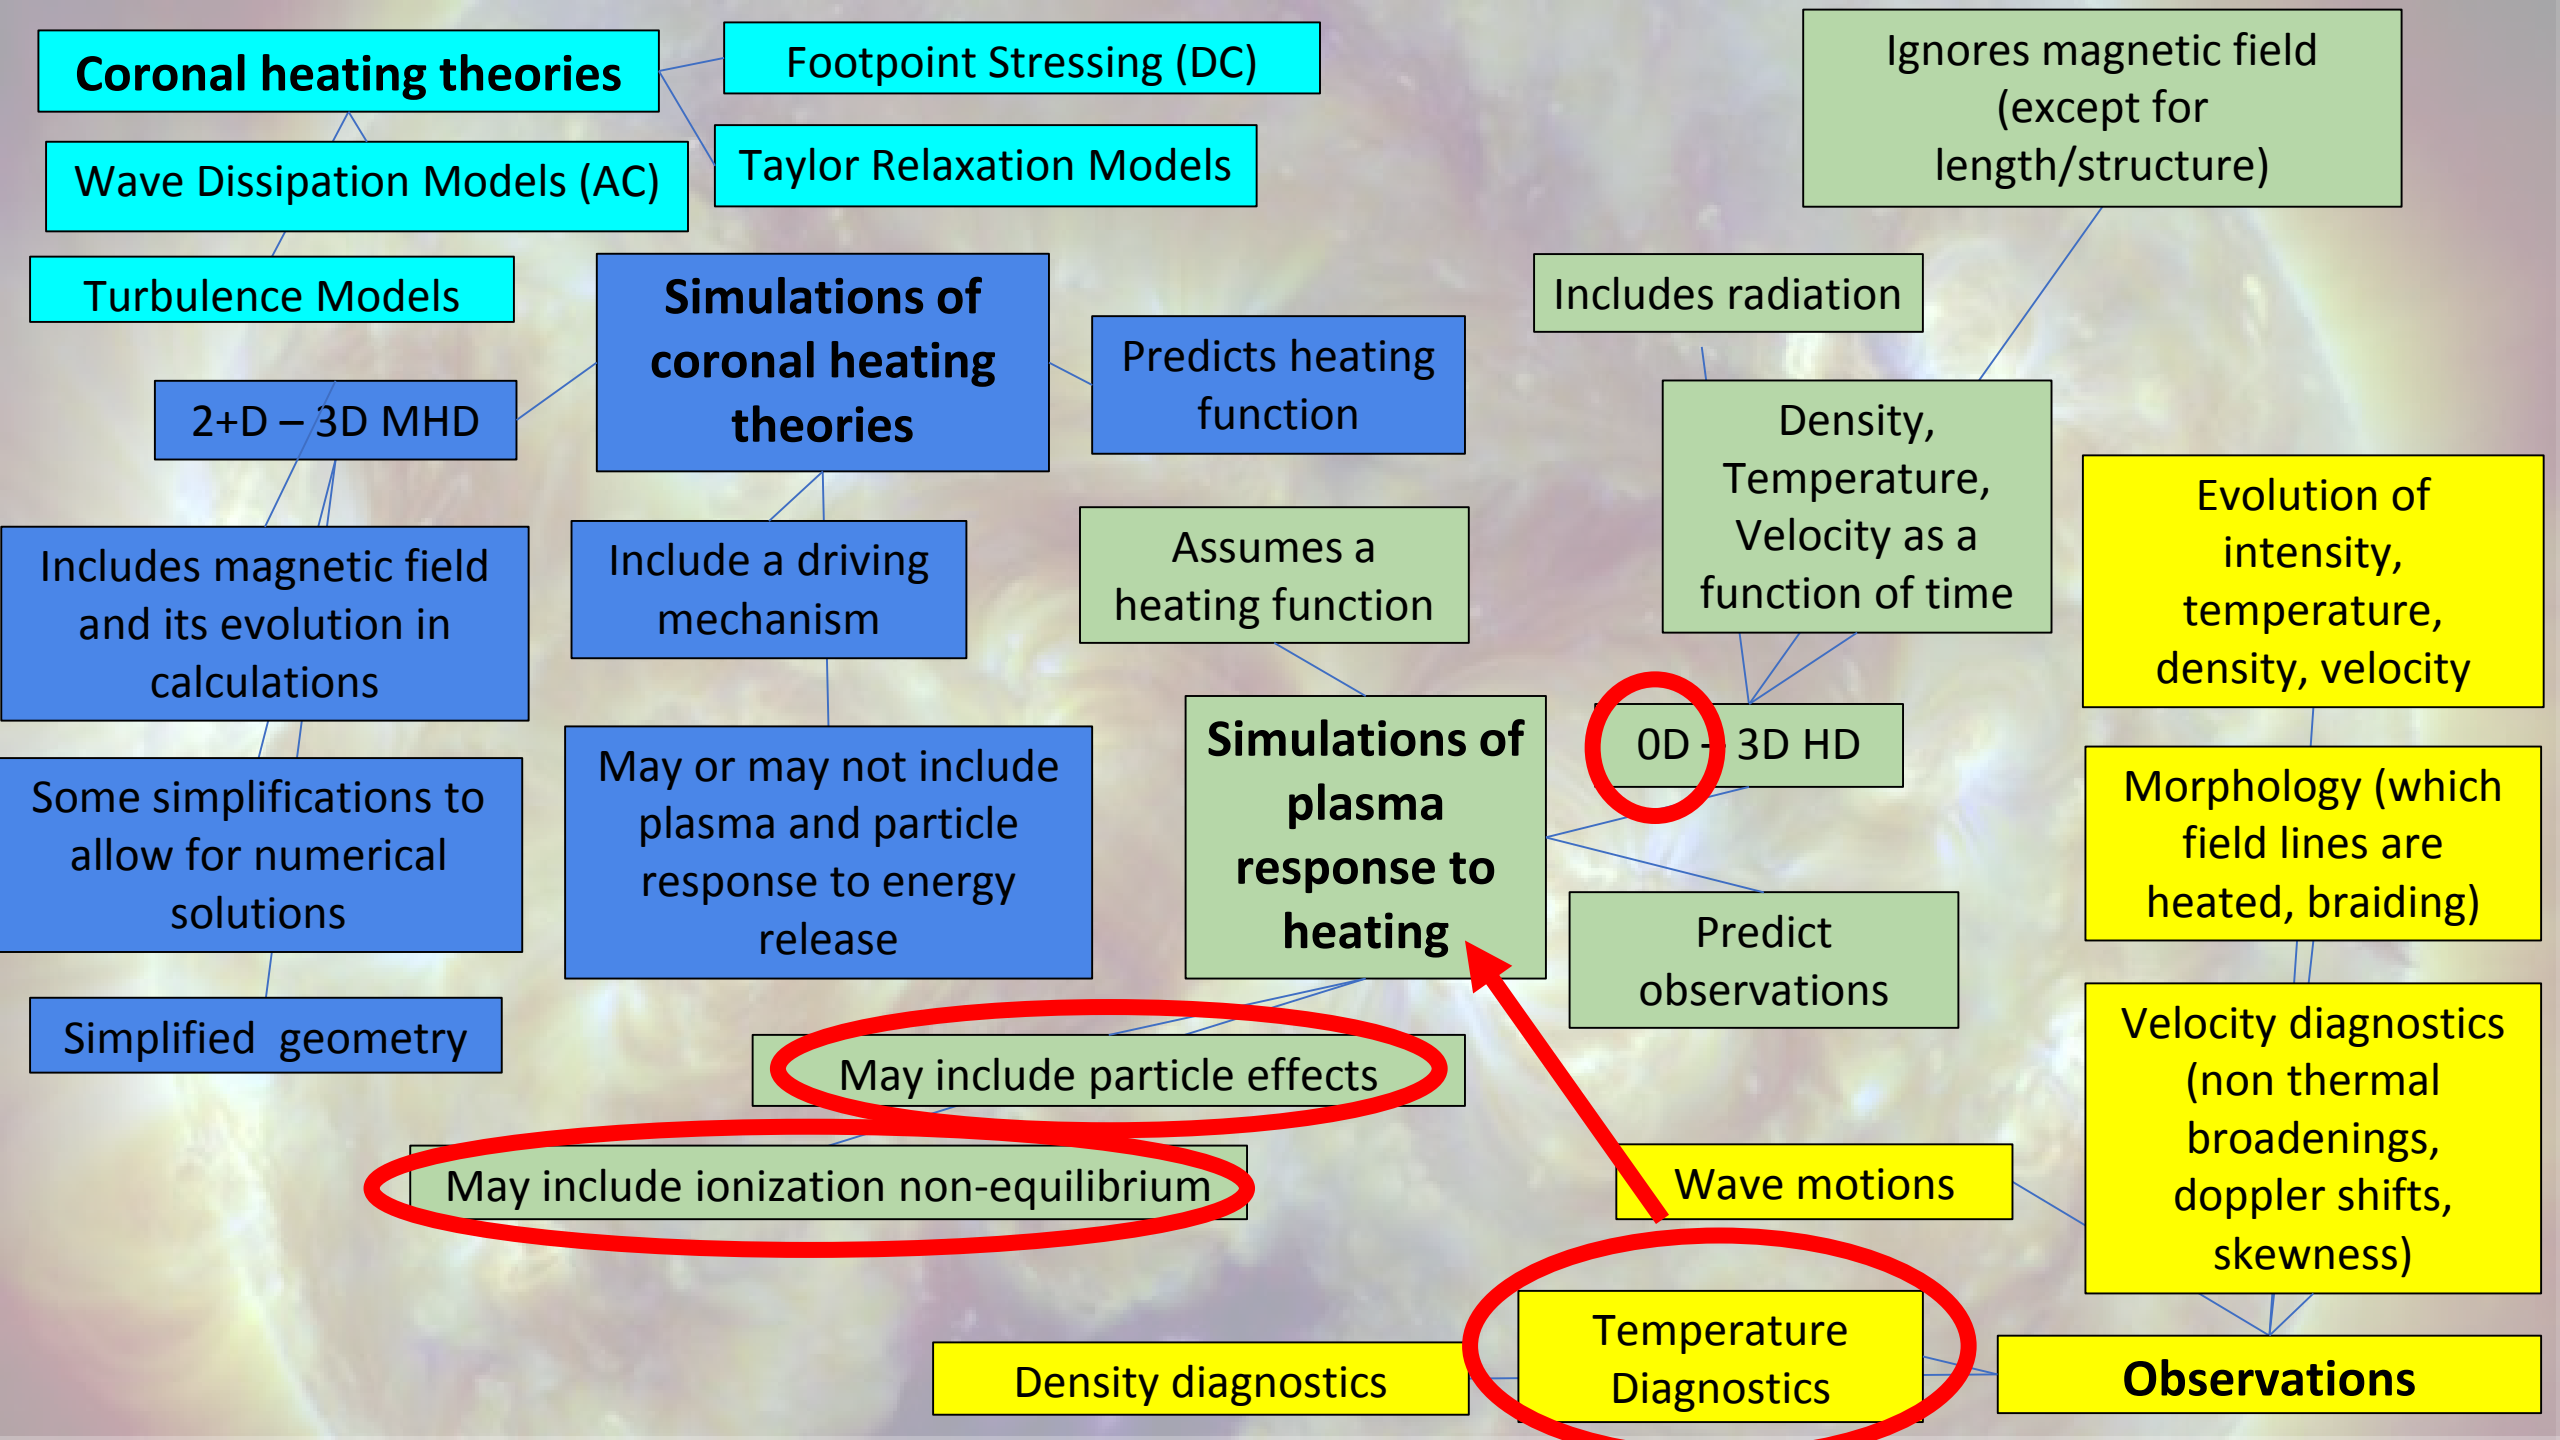 Coronal heating theories
Footpoint Stressing (DC)
Wave Dissipation Models (AC)
Taylor Relaxation Models
Turbulence Models
Simulations of
coronal heating
theories
2+D – 3D MHD
Predicts heating
function
Includes magnetic field
and its evolution in
calculations
Include a driving
mechanism
Some simplifications to
allow for numerical
solutions
May or may not include
plasma and particle
response to energy
release
Simplified  geometry
Ignores magnetic field
(except for
length/structure)
Includes radiation
Density,
Temperature,
Velocity as a
function of time
Assumes a
heating function
Simulations of
plasma
response to
heating
0D – 3D HD
Predict
observations
May include particle effects
May include ionization non-equilibrium
Evolution of
intensity,
temperature,
density, velocity
Morphology (which
field lines are
heated, braiding)
Velocity diagnostics
(non thermal
broadenings,
doppler shifts,
skewness)
Wave motions
Density diagnostics
Temperature
Diagnostics
Observations